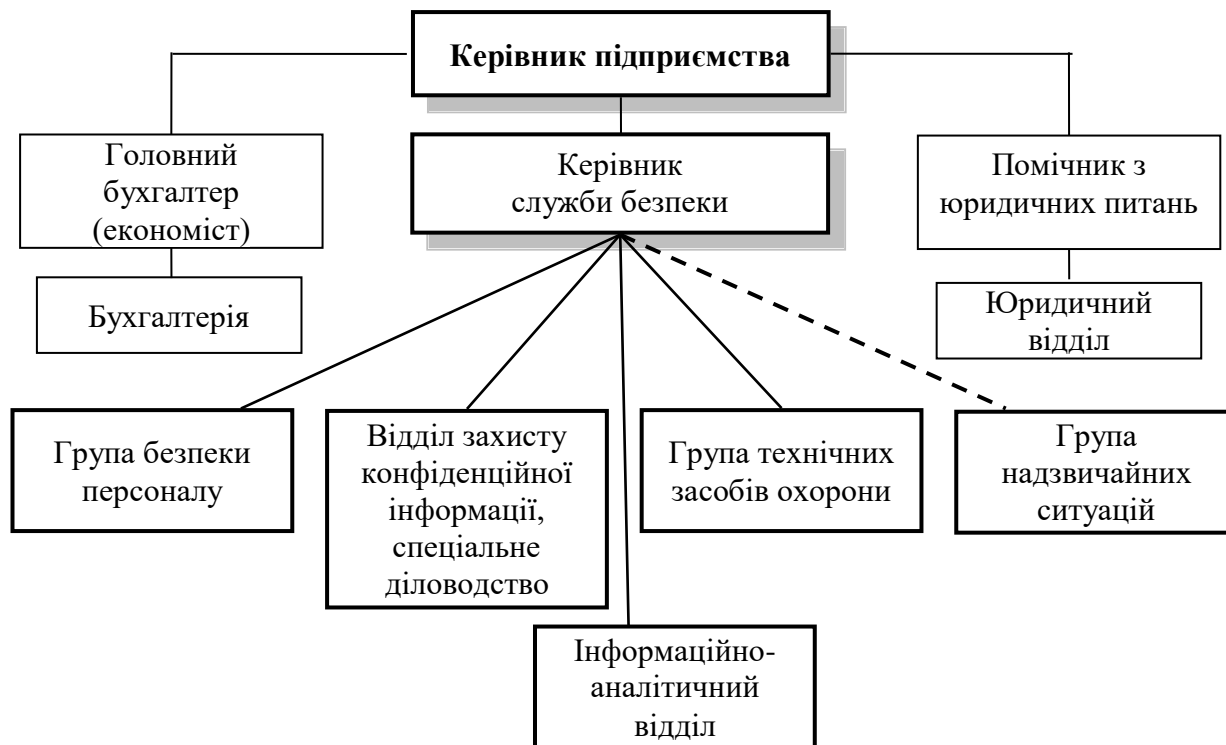 Керівник підприємства
Головний
бухгалтер
(економіст)
Керівник
служби безпеки
Помічник з
юридичних питань
Бухгалтерія
Юридичний
відділ
Група безпеки
персоналу
Відділ захисту
конфіденційної
інформації,
спеціальне
діловодство
Група технічних
засобів охорони
Група
надзвичайних
ситуацій
Інформаційно-
аналітичний
відділ